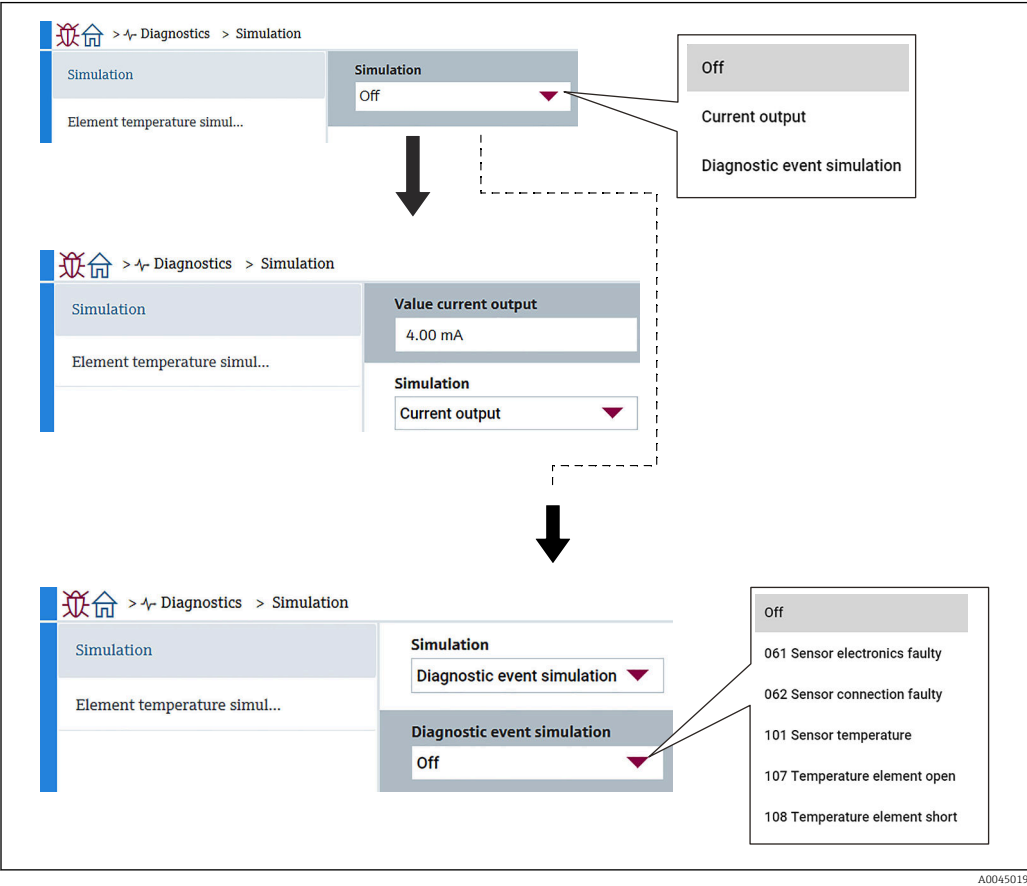 > Diagnostics > Simulation
Simulation
Element temperature simul...
Simulation
Off
Off
Current output
Diagnostic event simulation
> Diagnostics > Simulation
Simulation
Element temperature simul...
Value current output
4.00 mA
Simulation
Current output
> Diagnostics > Simulation
Simulation
Element temperature simul...
Simulation
Diagnostic event simulation
Diagnostic event simulation
Off
Off
061 Sensor electronics faulty
062 Sensor connection faulty
101 Sensor temperature
107 Temperature element open
108 Temperature element short
A0045019